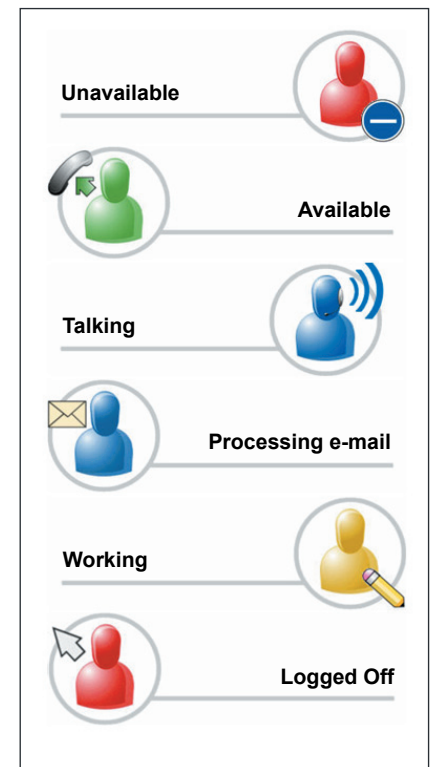 Unavailable
Available
Talking
Processing e-mail
Working
Logged Off